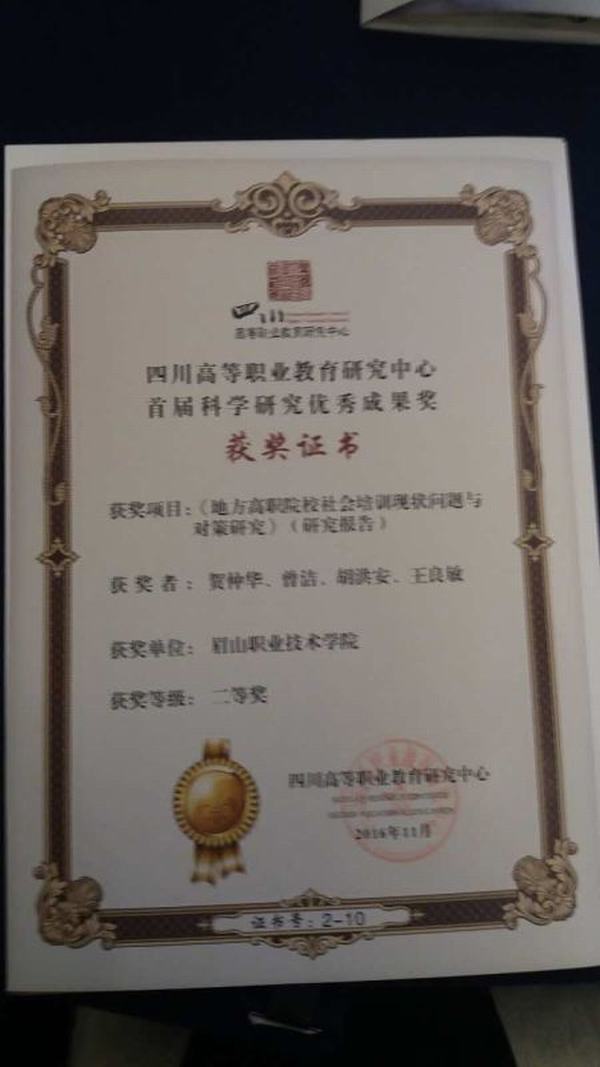 四川
高等职业教育研究中心
四川高等职业教育研究中心
首届科学研究优秀成果奖
获奖证书
获奖项目：《地方高职院校社会培训现状问题与
对策研究》（研究报告）
获奖者：贺仲华、曾洁、胡洪安、王良敏
获奖单位：眉山职业技术学院
获奖等级：二等奖
四川高等职业教育研究中心
2016年11月
证书号：2-10